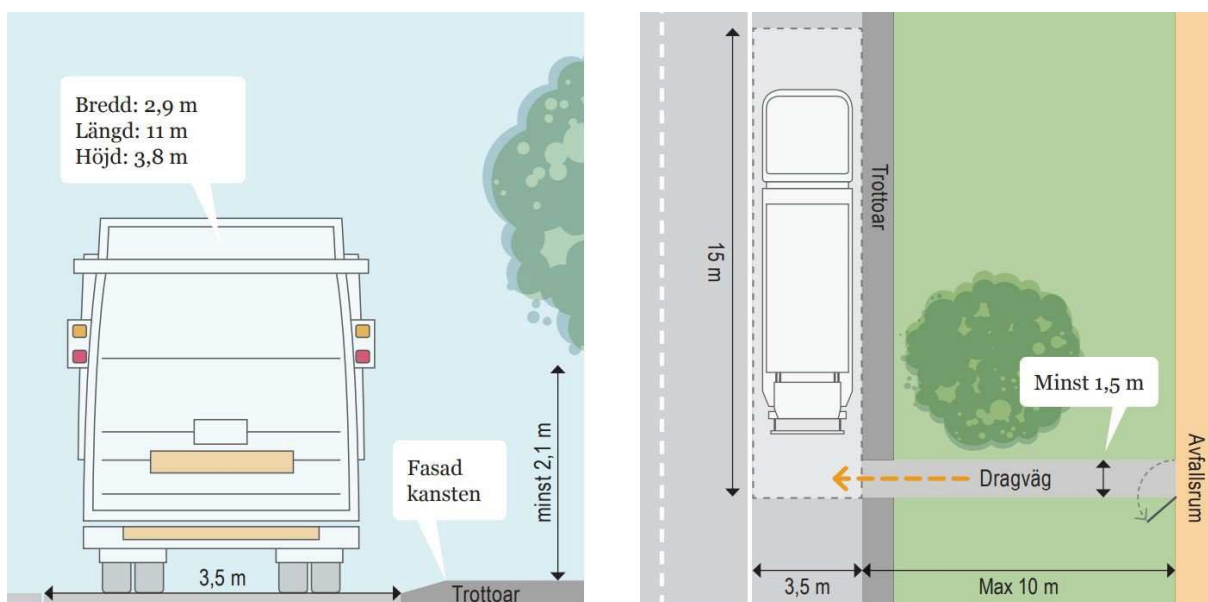 Bredd: 2,9 m
Längd: 11 m
Höjd: 3,8 m
minst 2,1 m
Fasad
kansten
3,5 m
Trottoar
15 m
Trottoar
Minst 1,5 m
Dragväg
Avfallsrum
3,5 m
Max 10 m